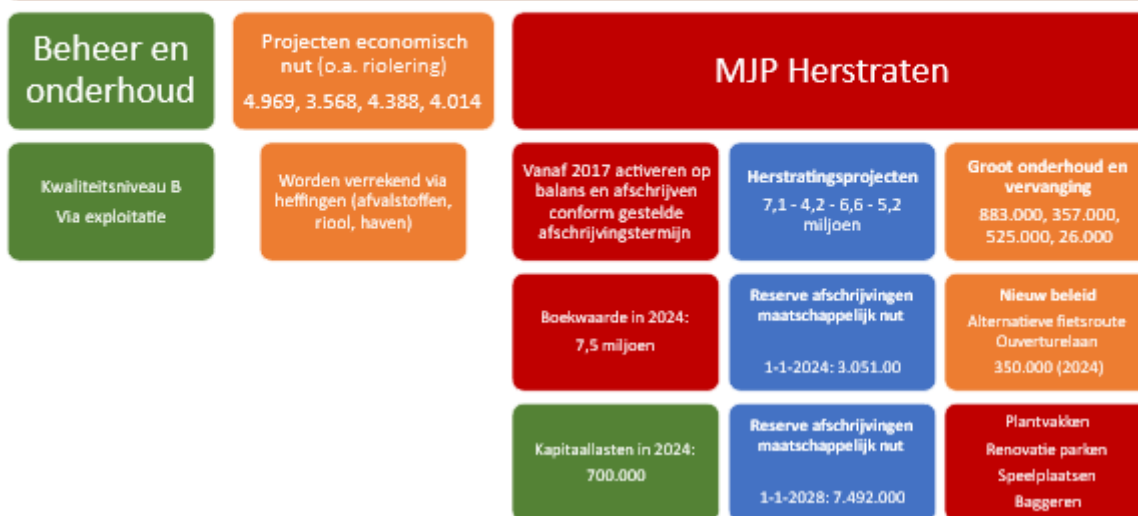 Beheer en
onderhoud
Projecten economisch
nut (o.a. riolering)
4.969, 3.568, 4.388, 4.014
MJP Herstraten
Kwaliteitsniveau B
Via exploitatie
Worden verrekend via
heffingen (afvalstoffen,
riool, haven)
Vanaf 2017 activeren op
balans en afschrijven
conform gestelde
afschrijvingstermijn
Herstratingsprojecten
7,1 - 4,2 - 6,6 - 5,2
miljoen
Groot onderhoud en
vervanging
883.000, 357.000,
525.000, 26.000
Boekwaarde in 2024:
7,5 miljoen
Reserve afschrijvingen
maatschappelijk nut
1-1-2024: 3.051.00
Nieuw beleid
Alternatieve fietsroute
Ouverturelaan
350.000 (2024)
Kapitaallasten in 2024:
700.000
Reserve afschrijvingen
maatschappelijk nut
1-1-2028: 7.492.000
Plantvakken
Renovatie parken
Speelplaatsen
Baggeren